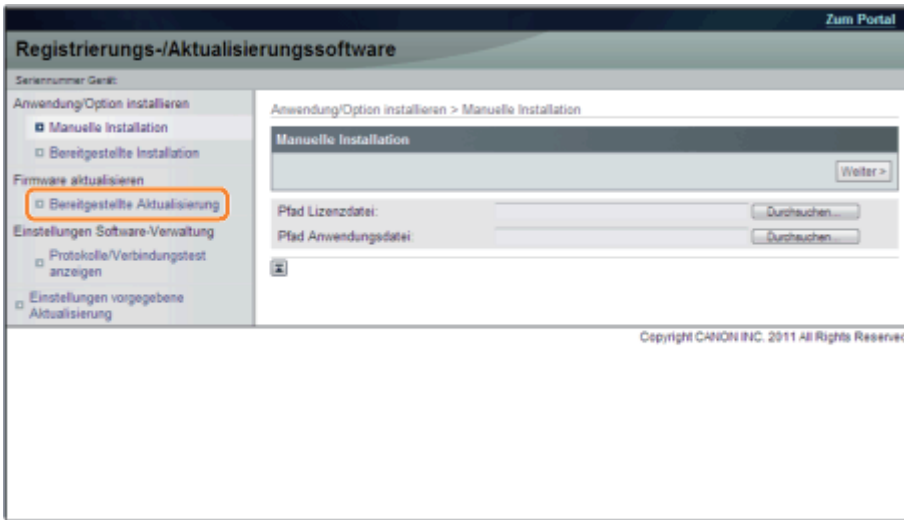 Zum Portal
Registrierungs-/Aktualisierungssoftware
Seriennummer Gerät:
Anwendung/Option installieren
Manuelle Installation
Bereitgestellte Installation
Firmware aktualisieren
Bereitgestellte Aktualisierung
Einstellungen Software-Verwaltung
Protokolle/Verbindungstest
anzeigen
Einstellungen vorgegebene
Aktualisierung
Anwendung/Option installieren > Manuelle Installation
Manuelle Installation
Weiter >
Pfad Lizenzdatei:
Durchsuchen...
Pfad Anwendungsdatei:
Durchsuchen...
Copyright CANON INC. 2011 All Rights Reserved